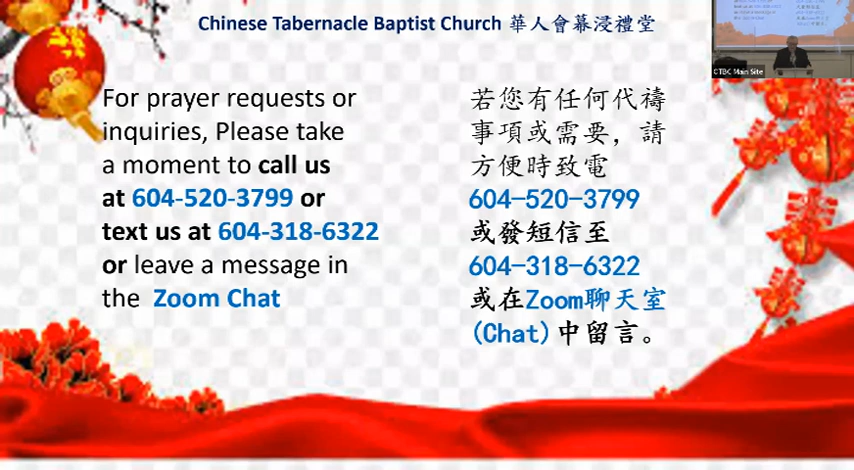 Chinese Tabernacle Baptist Church 華人會幕浸禮堂
For prayer requests or
inquiries, Please take
a moment to call us
at 604-520-3799 or
text us at 604-318-6322
or leave a message in
the Zoom Chat
若您有任何代禱
事項或需要，請
方便時致電
604-520-3799
或發短信至
604-318-6322
或在Zoom聊天室
(Chat)中留言。
CTBC Main Site